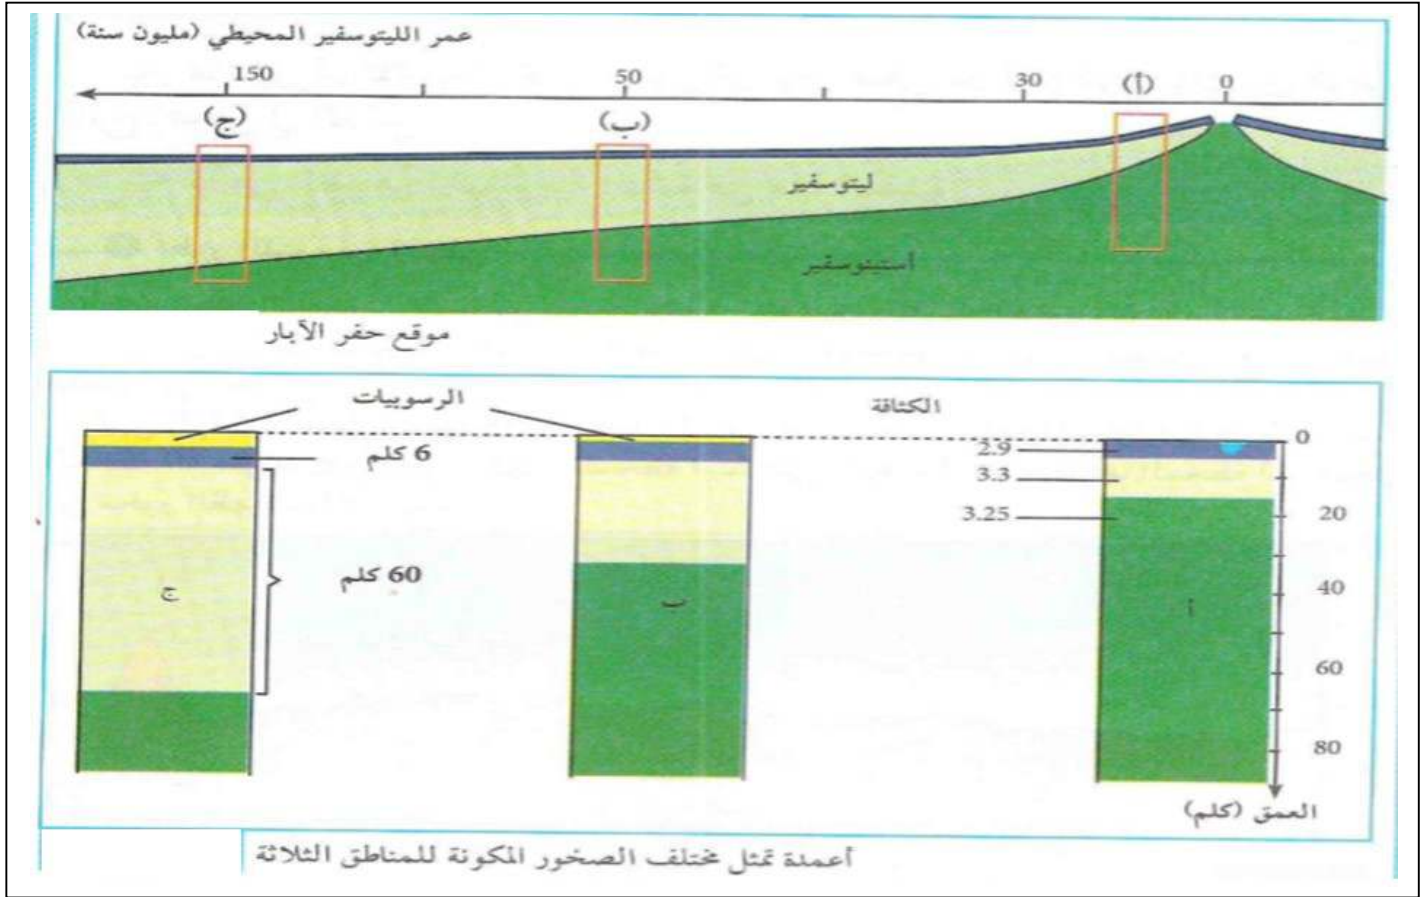 عمر الليتوسفير المحيطي (مليون سنة)
150
50
30
(أ)
0
(ج)
(ب)
ليتوسفير
أستينوسفير
موقع حفر الآبار
الرسوبيات
الكثافة
6 كلم
60 كلم
2.9
3.3
3.25
ج
ب
أ
0
20
40
60
80
العمق (كلم)
أعمدة تمثل مختلف الصخور المكونة للمناطق الثلاثة